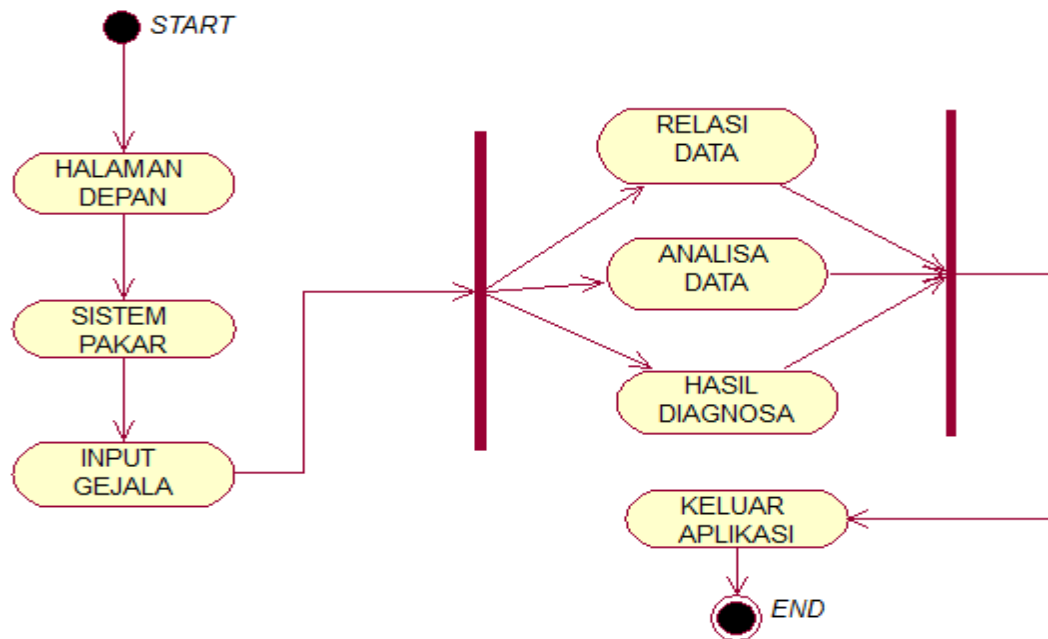 START
HALAMAN
DEPAN
SISTEM
PAKAR
INPUT
GEJALA
RELASI
DATA
ANALISA
DATA
HASIL
DIAGNOSA
KELUAR
APLIKASI
END